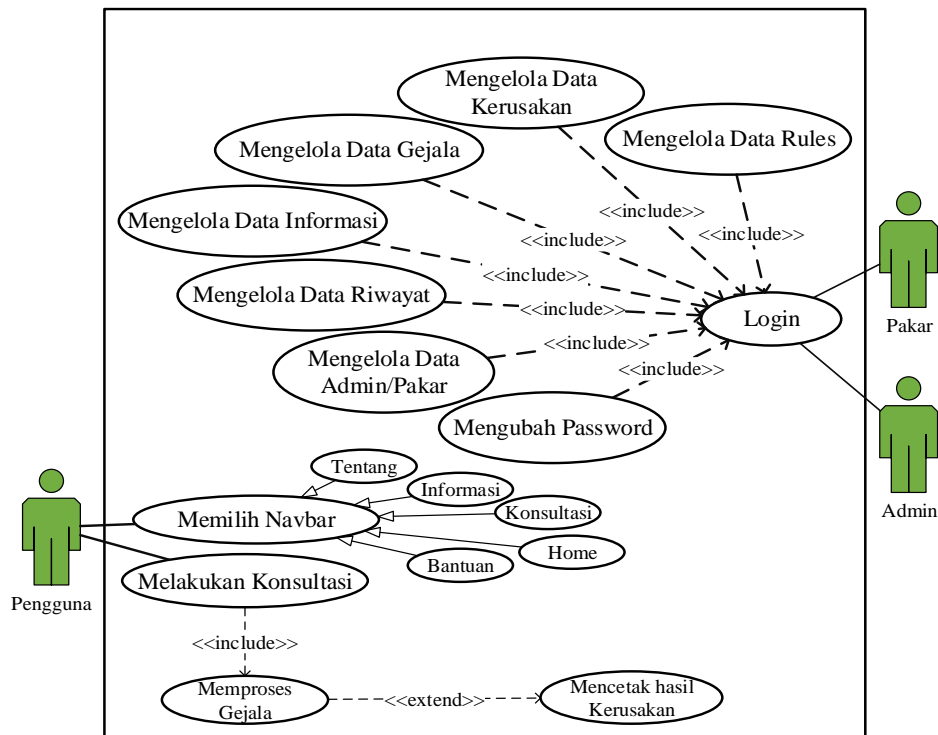 Mengelola Data
Kerusakan
Mengelola Data Rules
Mengelola Data Gejala
<<include>>
Mengelola Data Informasi
<<include>>
<<include>>
<<include>>
Mengelola Data Riwayat
<<include>>
Login
Pakar
Mengelola Data
Admin/Pakar
<<include>>
<<include>>
Mengubah Password
Tentang
Informasi
Memilih Navbar
Konsultasi
Home
Bantuan
Admin
Melakukan Konsultasi
Pengguna
<<include>>
Memproses
Gejala
<<extend>>
Mencetak hasil
Kerusakan